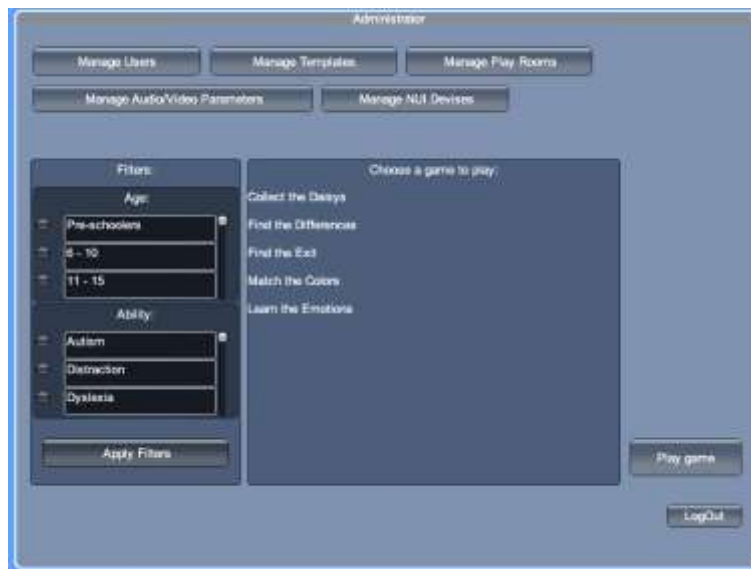 Administrator
Manage Users Manage Templates Manage Play Rooms
Manage Audio/Video Parameters Manage NUI Devises
Filters:
Age:
Pre-schoolers
6 - 10
11 - 15
Ability:
Autism
Distraction
Dyslexia
Apply Filters
Choose a game to play:
Collect the Daisys
Find the Differences
Find the Exit
Match the Colors
Learn the Emotions
Play game
LogOut